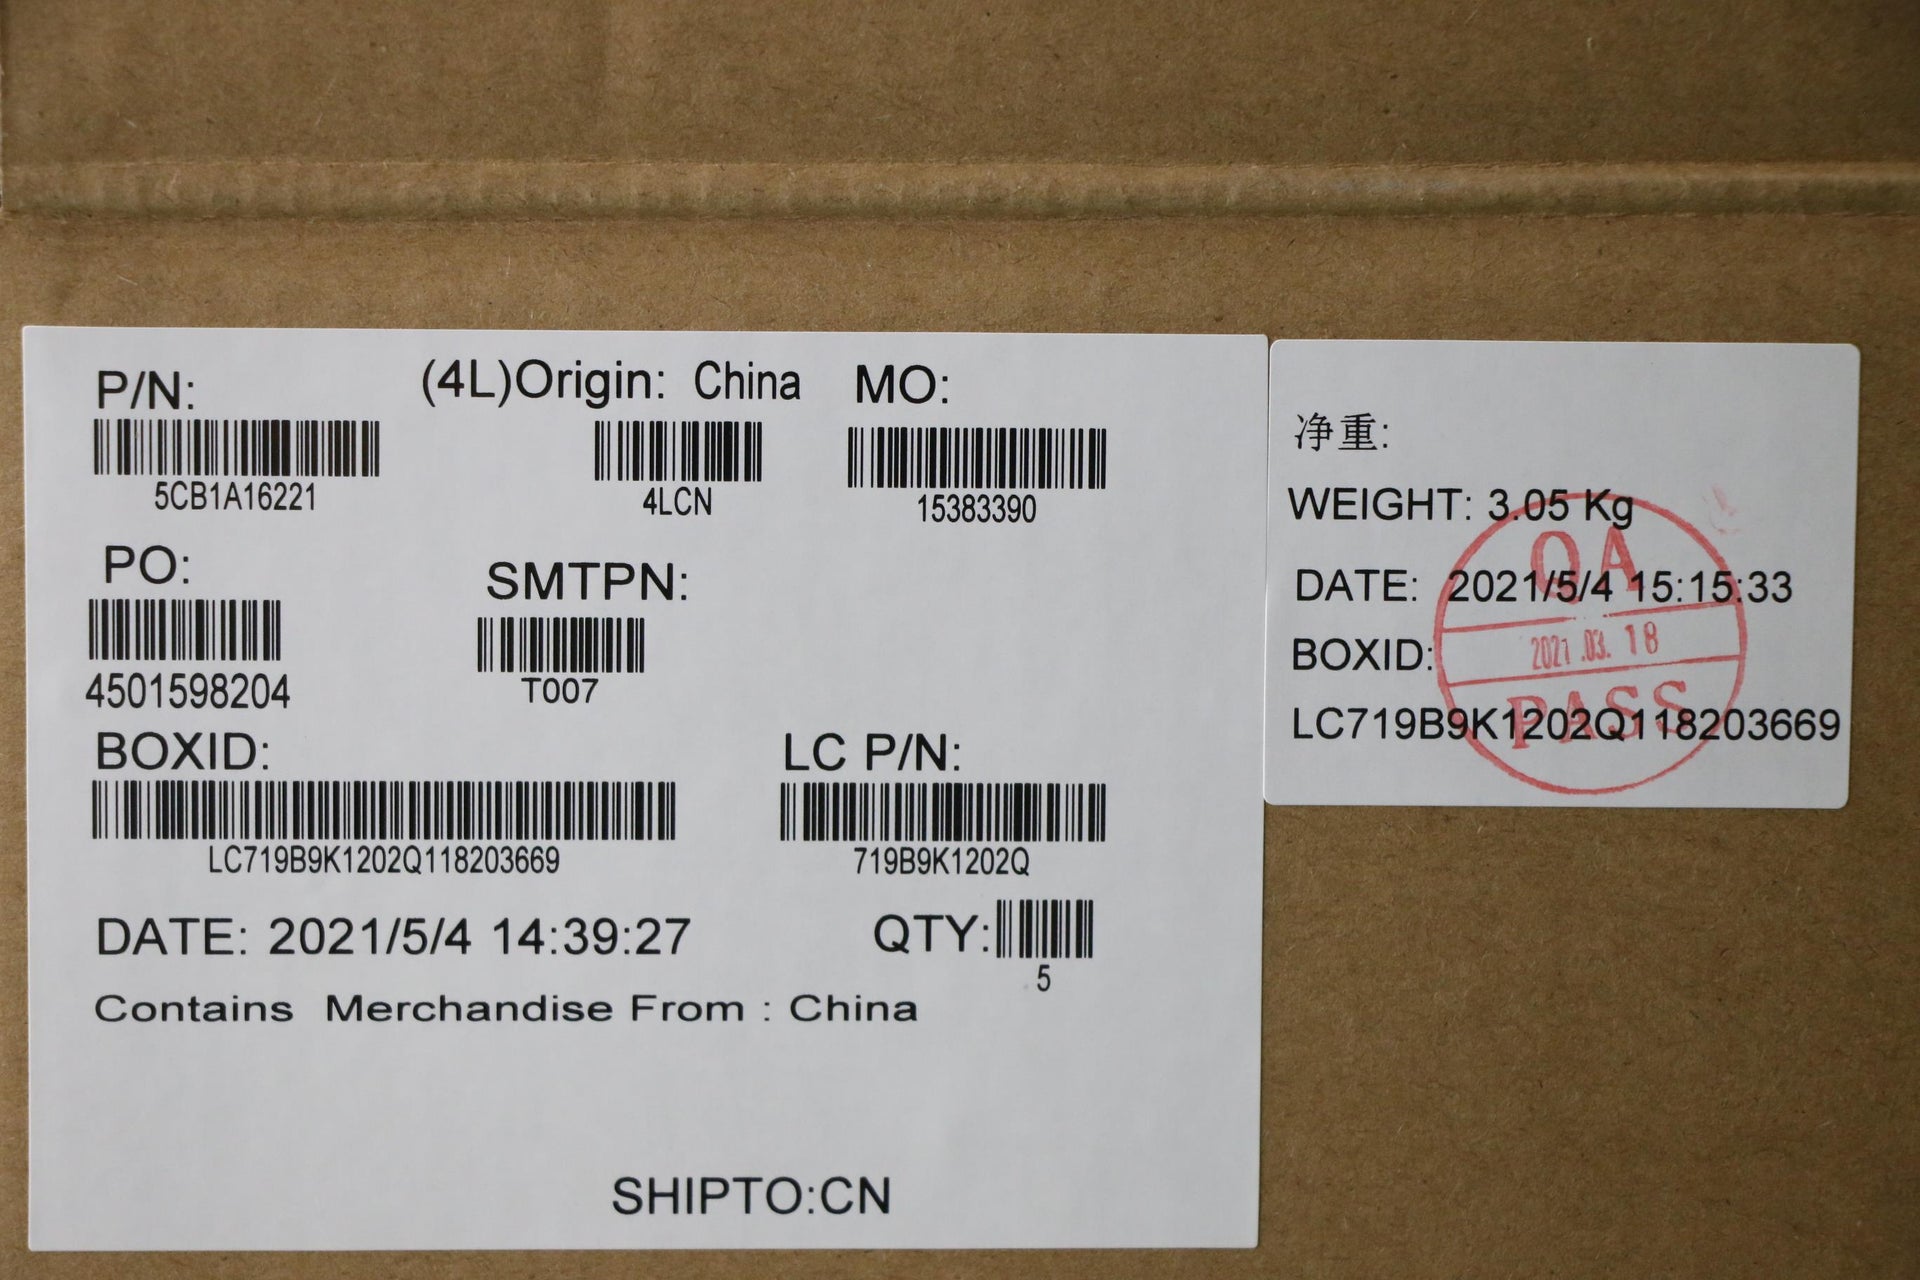 P/N: (4L)Origin: China MO:
5CB1A16221 4LCN 15383390
PO: SMTPN:
4501598204 T007
BOXID: LC P/N:
LC719B9K1202Q118203669 719B9K1202Q
DATE: 2021/5/4 14:39:27 QTY:
5
Contains Merchandise From : China
SHIPTO:CN
净重:
WEIGHT: 3.05 Kg
QA
DATE: 2021/5/4 15:15:33
2021.03.18
BOXID:
PASS
LC719B9K1202Q118203669